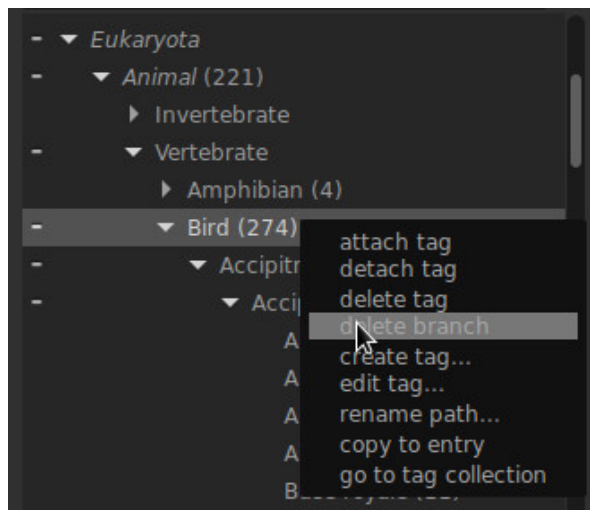 Eukaryota
Animal (221)
Invertebrate
Vertebrate
Amphibian (4)
Bird (274)
attach tag
detach tag
delete tag
delete branch
create tag...
edit tag...
rename path...
copy to entry
go to tag collection